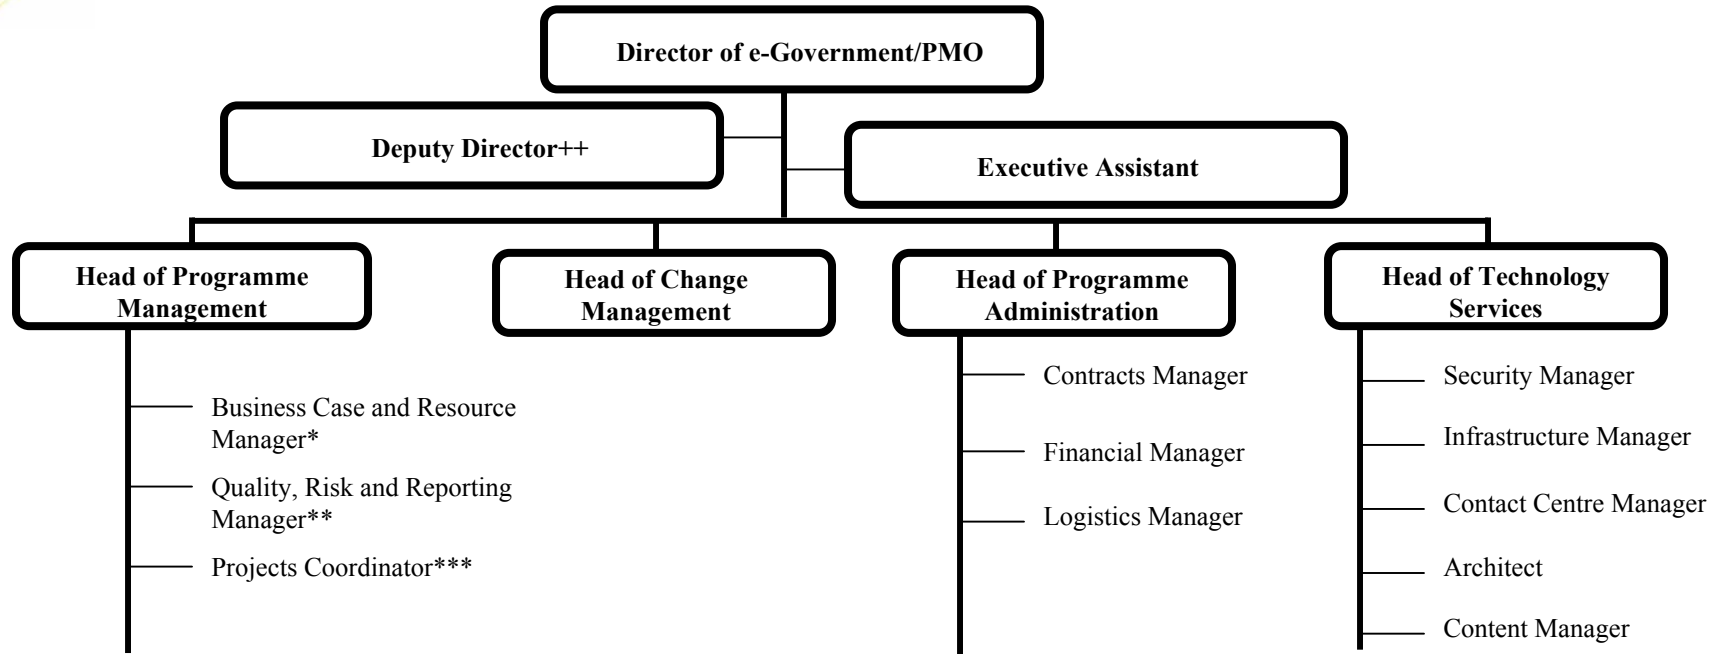 Director of e-Government/PMO
Deputy Director++
Executive Assistant
Head of Programme
Management
Head of Change
Management
Head of Programme
Administration
Head of Technology
Services
Business Case and Resource
Manager*
Quality, Risk and Reporting
Manager**
Projects Coordinator***
Contracts Manager
Financial Manager
Logistics Manager
Security Manager
Infrastructure Manager
Contact Centre Manager
Architect
Content Manager